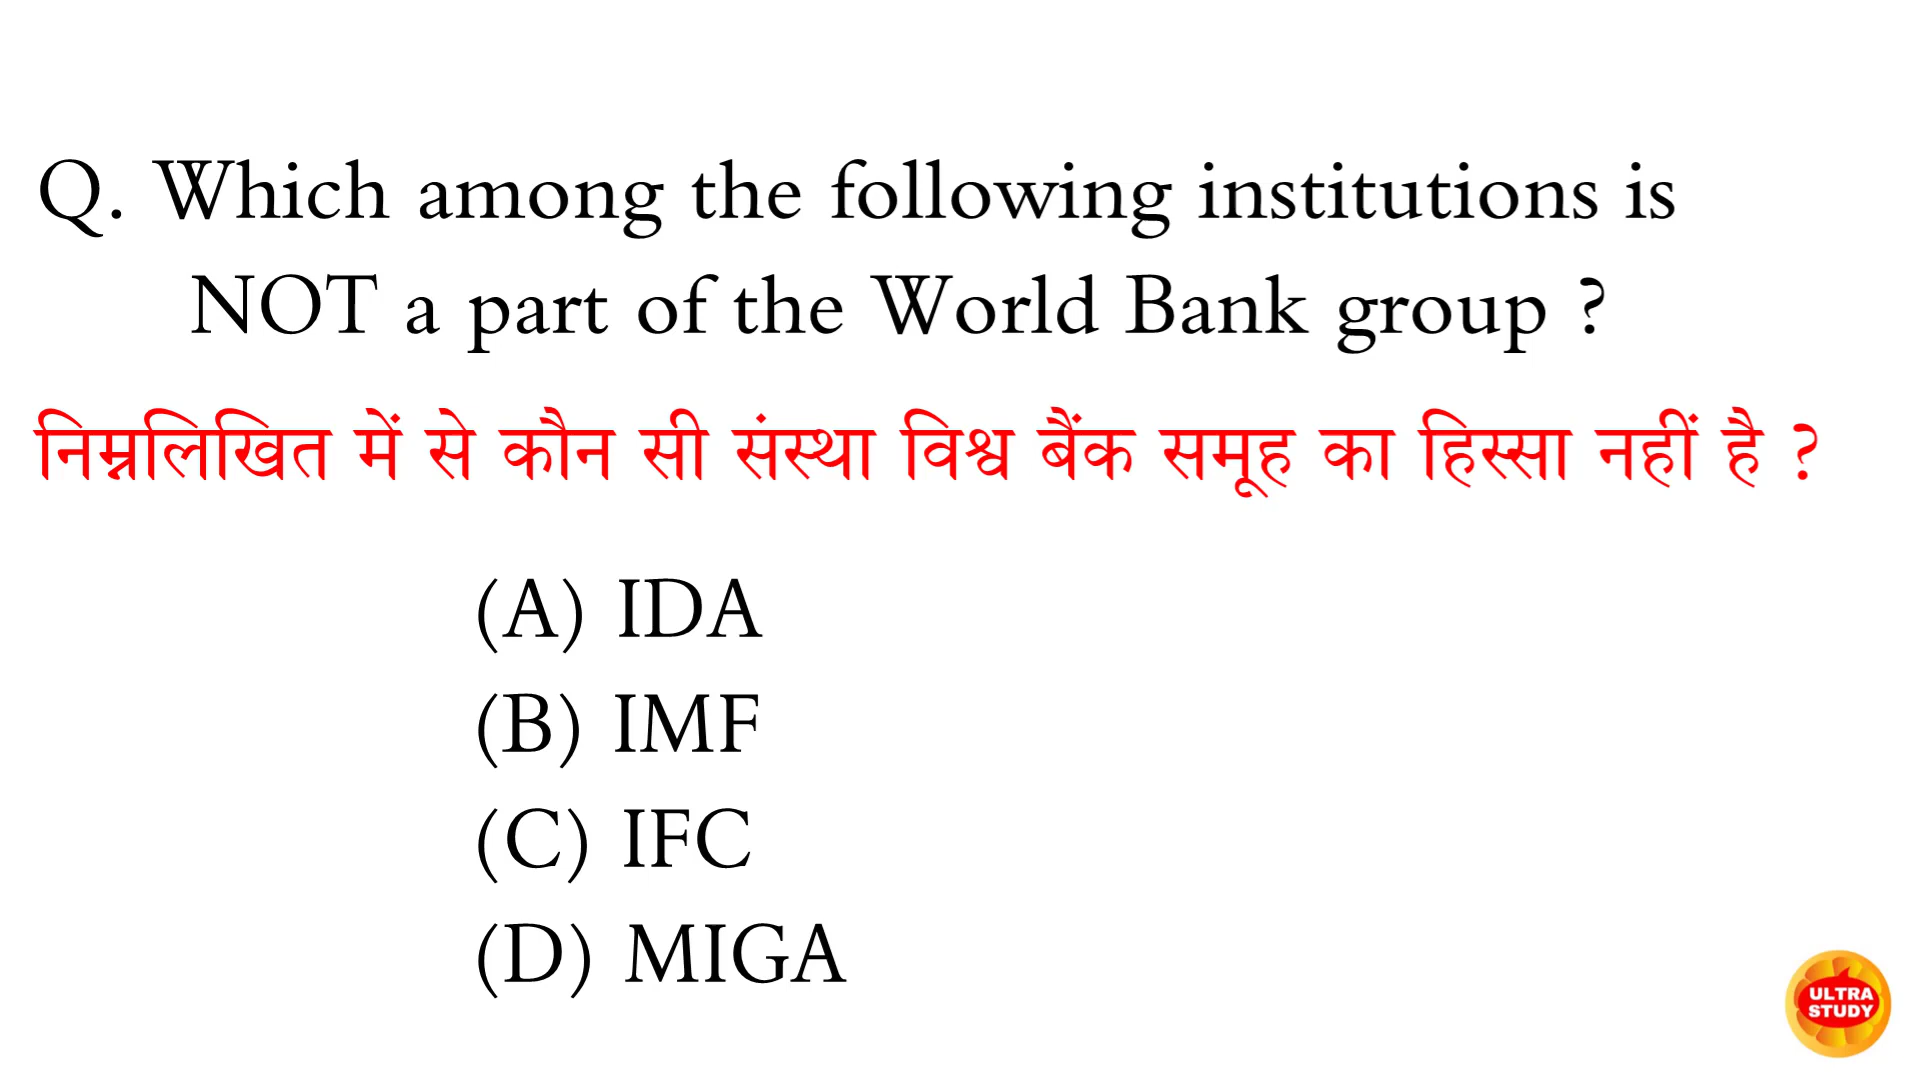 Q. Which among the following institutions is
NOT a part of the World Bank group ?
निम्नलिखित में से कौन सी संस्था विश्व बैंक समूह का हिस्सा नहीं है ?
(A) IDA
(B) IMF
(C) IFC
(D) MIGA
ULTRA
STUDY